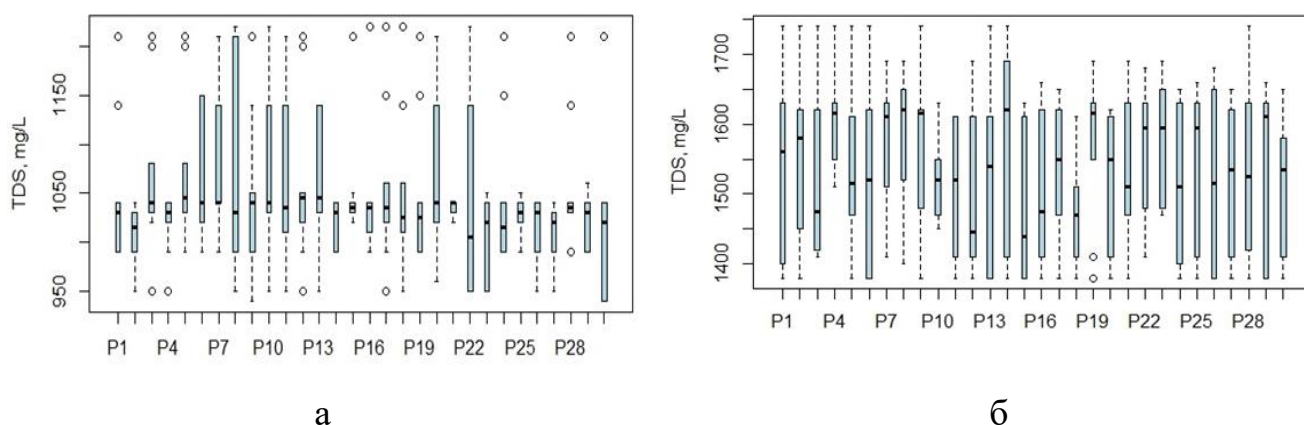 TDS, mg/L
1150
1050
950
P1 P4 P7 P10 P13 P16 P19 P22 P25 P28
а
TDS, mg/L
1700
1600
1500
1400
P1 P4 P7 P10 P13 P16 P19 P22 P25 P28
б